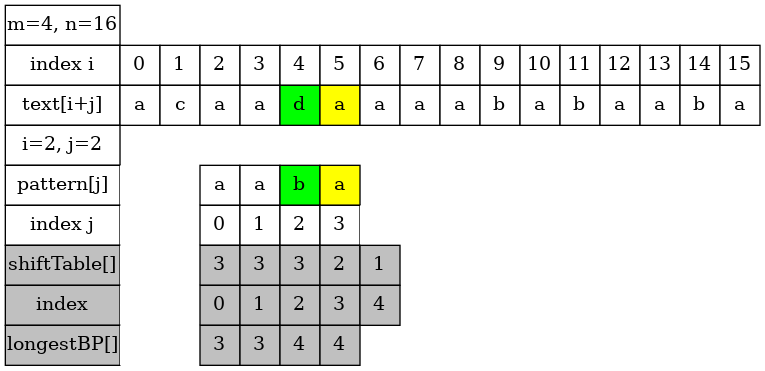 m=4, n=16
index i 0 1 2 3 4 5 6 7 8 9 10 11 12 13 14 15
text[i+j] a c a a d a a a a b a b a a b a
i=2, j=2
pattern[j] a a b a
index j 0 1 2 3
shiftTable[] 3 3 3 2 1
index 0 1 2 3 4
longestBP[] 3 3 4 4